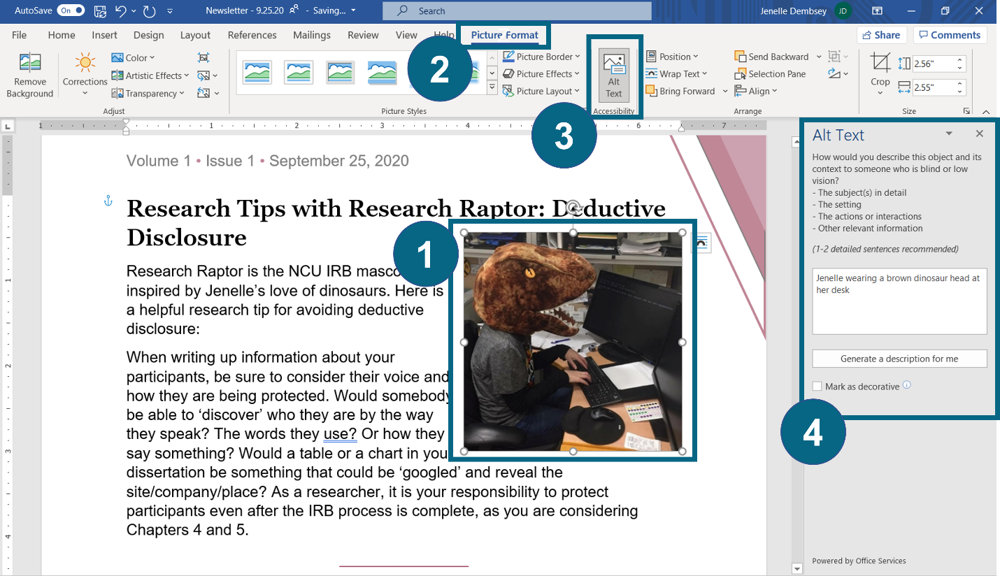 AutoSave On Newsletter - 9.25.20 - Saving... Search Jenelle Dembsey JD
File Home Insert Design Layout References Mailings Review View Help Picture Format Share Comments
Remove Background
Corrections
Color
Artistic Effects
Transparency
Adjust
Picture Styles
Picture Border
Picture Effects
Picture Layout
Alt Text
Accessibility
Position
Wrap Text
Bring Forward
Send Backward
Selection Pane
Align
Arrange
Crop
2.56"
2.55"
Size
2
3
1 1 2 3 4 6 7
Volume 1 • Issue 1 • September 25, 2020
Research Tips with Research Raptor: Deductive
Disclosure
1
Research Raptor is the NCU IRB masco
inspired by Jenelle’s love of dinosaurs. Here is
a helpful research tip for avoiding deductive
disclosure:
When writing up information about your
participants, be sure to consider their voice and
how they are being protected. Would somebody
be able to ‘discover’ who they are by the way
they speak? The words they use? Or how they
say something? Would a table or a chart in you
dissertation be something that could be ‘googled’ and reveal the
site/company/place? As a researcher, it is your responsibility to protect
participants even after the IRB process is complete, as you are considering
Chapters 4 and 5.
1
2
3
4
Alt Text
How would you describe this object and its
context to someone who is blind or low
vision?
- The subject(s) in detail
- The setting
- The actions or interactions
- Other relevant information
(1-2 detailed sentences recommended)
Jenelle wearing a brown dinosaur head at
her desk
Generate a description for me
Mark as decorative
4
Powered by Office Services